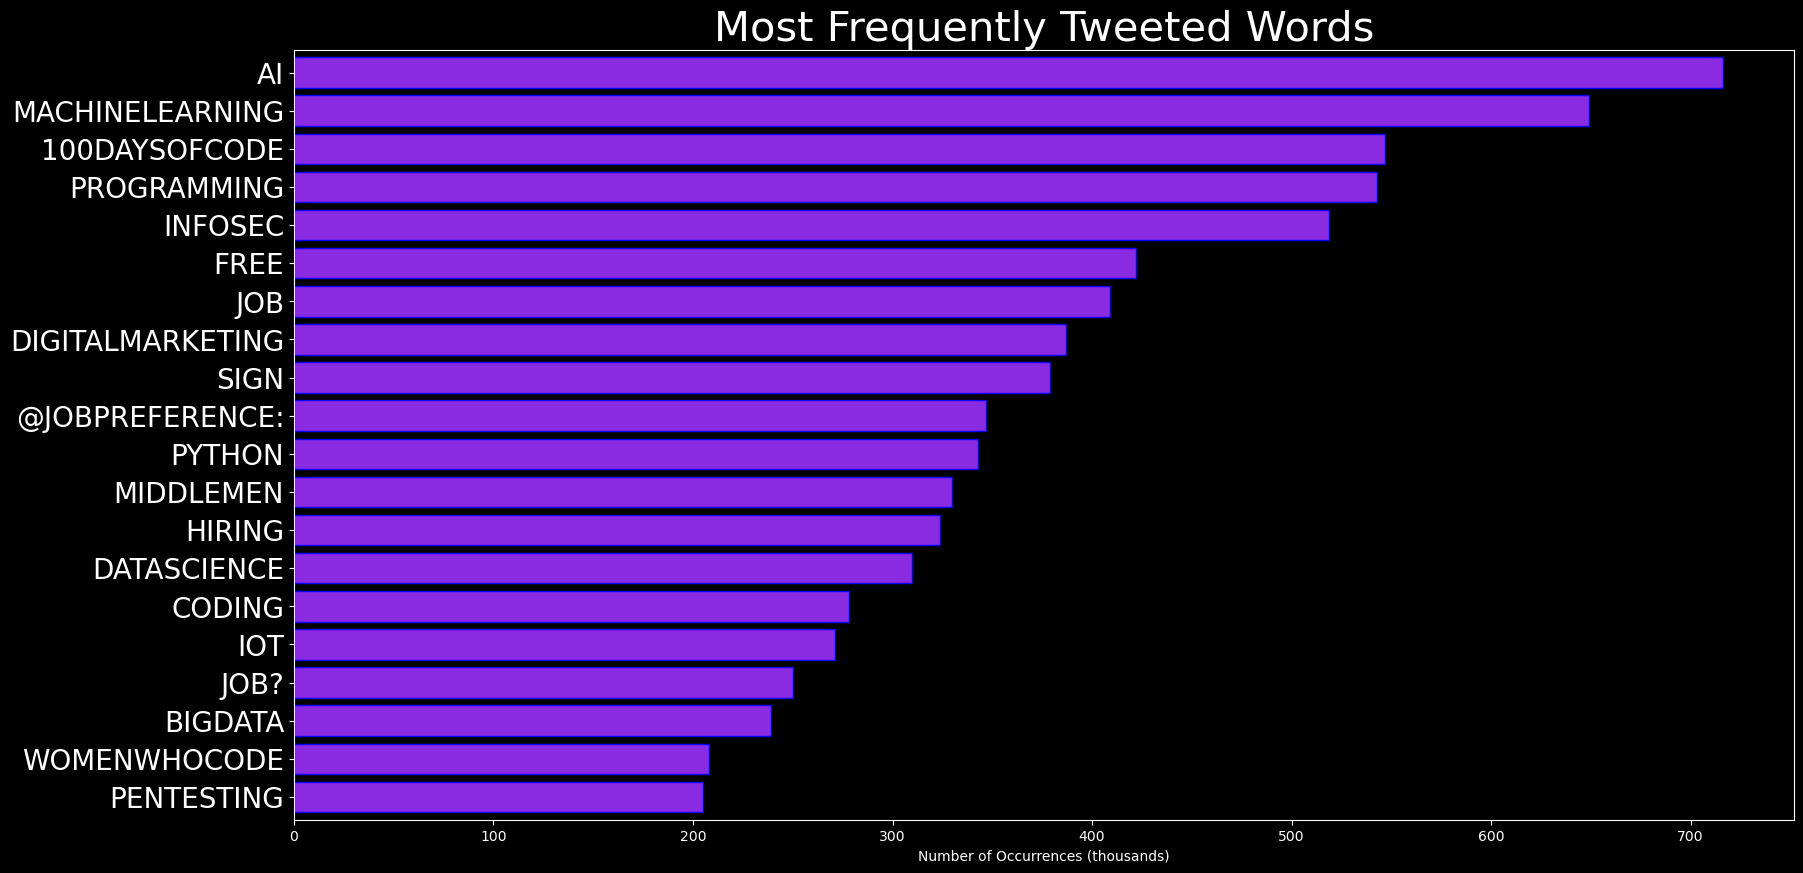 Most Frequently Tweeted Words
AI
MACHINELEARNING
100DAYSOFCODE
PROGRAMMING
INFOSEC
FREE
JOB
DIGITALMARKETING
SIGN
@JOBPREFERENCE:
PYTHON
MIDDLEMEN
HIRING
DATASCIENCE
CODING
IOT
JOB?
BIGDATA
WOMENWHOCODE
PENTESTING
0 100 200 300 400 500 600 700
Number of Occurrences (thousands)